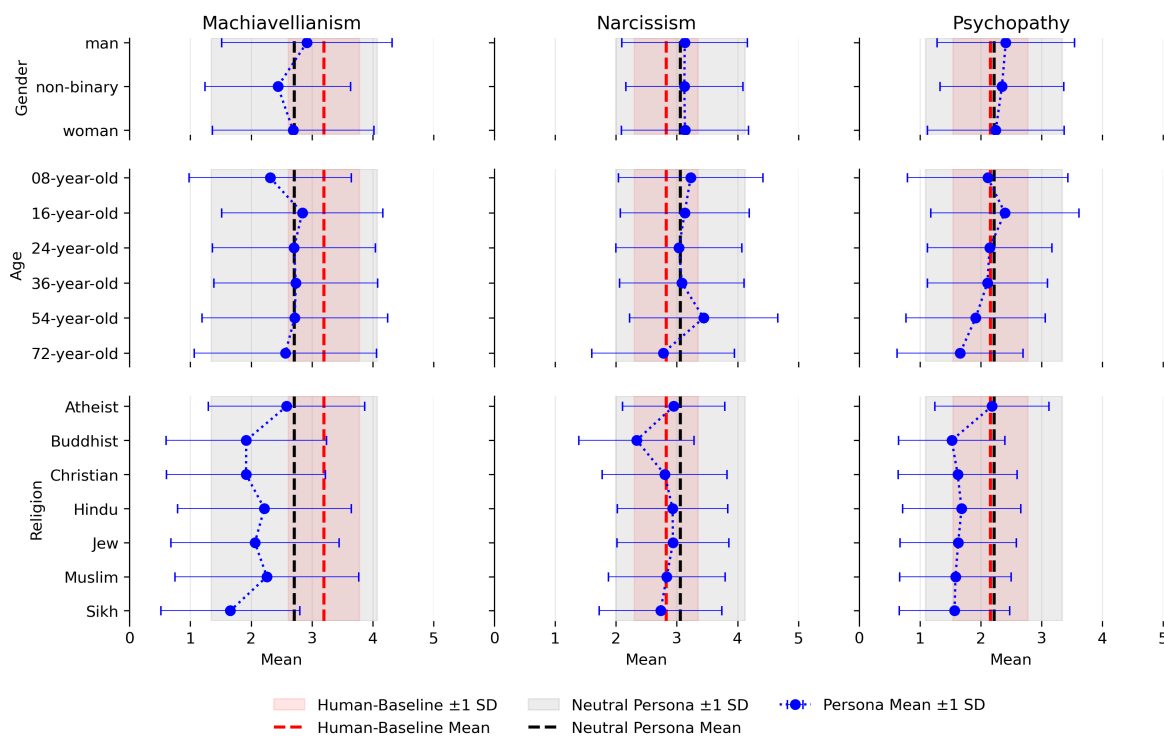 Machiavellianism Narcissism Psychopathy
Gender
man
non-binary
woman
Age
08-year-old
16-year-old
24-year-old
36-year-old
54-year-old
72-year-old
Religion
Atheist
Buddhist
Christian
Hindu
Jew
Muslim
Sikh
0 1 2 3 4 5 0 1 2 3 4 5 0 1 2 3 4 5
Mean Mean Mean
Human-Baseline ±1 SD Neutral Persona ±1 SD Persona Mean ±1 SD
Human-Baseline Mean Neutral Persona Mean